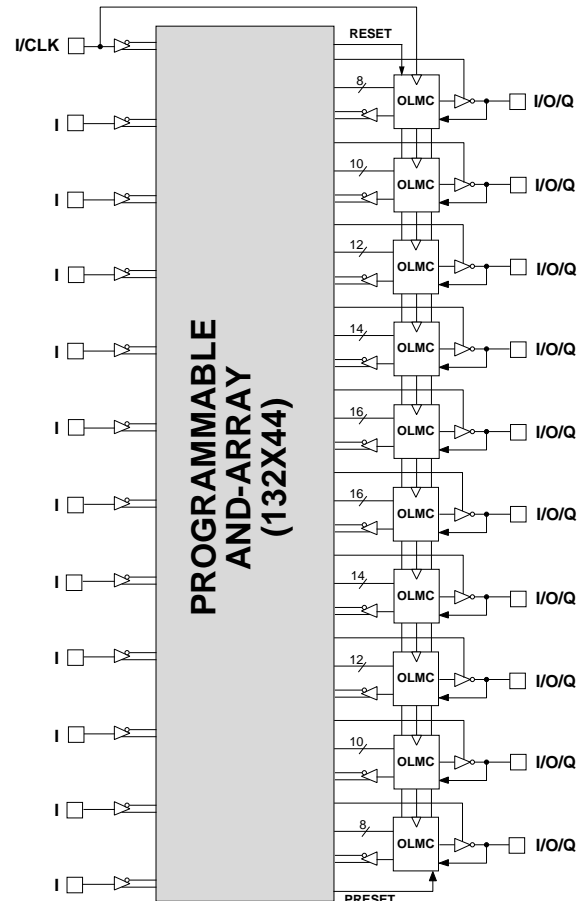 RESET
I/CLK
8
OLMC
I/O/Q
I
10
OLMC
I/O/Q
I
12
OLMC
I/O/Q
I
14
OLMC
I/O/Q
I
16
OLMC
I/O/Q
I
16
OLMC
I/O/Q
I
14
OLMC
I/O/Q
I
12
OLMC
I/O/Q
I
10
OLMC
I/O/Q
I
8
OLMC
I/O/Q
I
I
PRESET
PROGRAMMABLE
AND-ARRAY
(132X44)